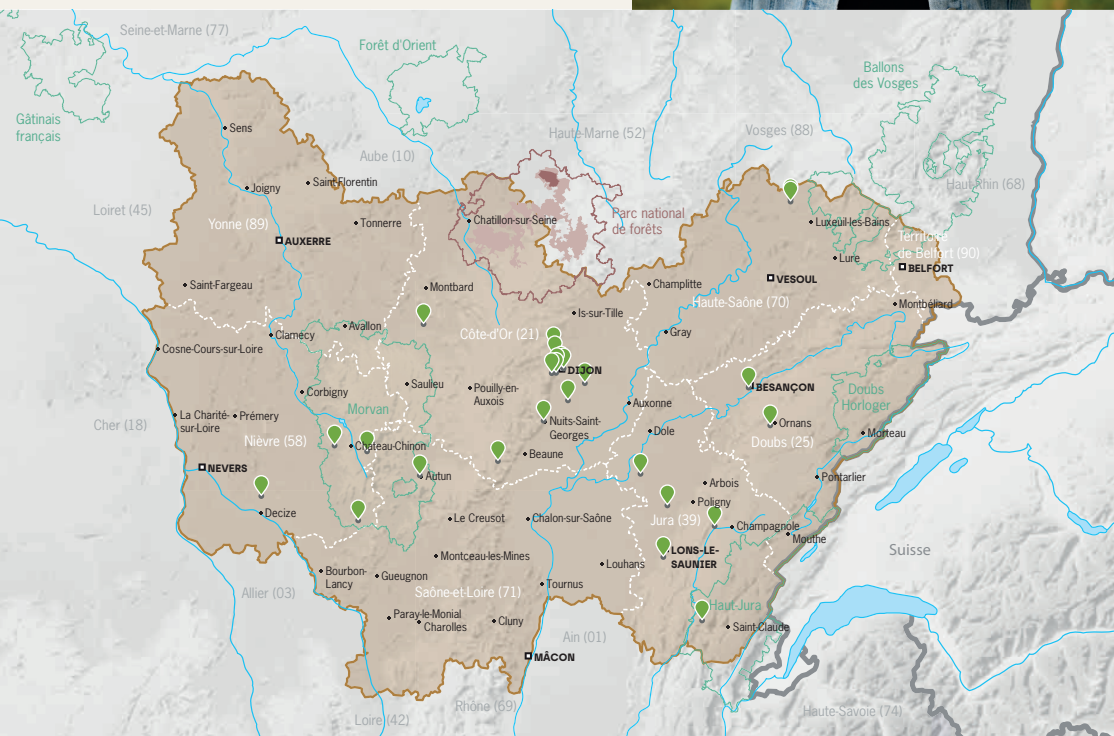 Seine-et-Marne (77)
Forêt d'Orient
Ballons
des Vosges
Gâtinais
français
Sens
Haute-Marne (52)
Vosges (88)
Aube (10)
Joigny
Saint Florentin
Haut-Rhin (68)
Loiret (45)
Yonne (89)
Tonnerre
Chatillon-sur-Seine
Parc national
de forêts
Luxeuil-les-Bains
AUXERRE
Territoire
de Belfort (90)
Lure
BELFORT
Saint-Fargeau
Montbard
Champlitte
VESOUL
Haute-Saône (70)
Montbéliard
Is-sur-Tille
Avallon
Clamecy
Côte-d'Or (21)
Gray
Cosne-Cours-sur-Loire
DIJON
Saulieu
Pouilly-en-
Auxois
BESANÇON
Corbigny
Doubs
Horloger
Morvan
Auxonne
La Charité-
sur-Loire
Prémery
Cher (18)
Nuits-Saint-
Georges
Dole
Ornans
Morteau
Nièvre (58)
Chateau-Chinon
Doubs (25)
Beaune
NEVERS
Autun
Pontarlier
Arbois
Poligny
Decize
Le Creusot
Chalon-sur-Saône
Jura (39)
Champagnole
Mouthe
LONS-LE-
SAUNIER
Suisse
Montceau-les-Mines
Louhans
Bourbon-
Lancy
Gueugnon
Tournus
Allier (03)
Saône-et-Loire (71)
Haut-Jura
Paray-le-Monial
Charolles
Cluny
Saint-Claude
Ain (01)
MÂCON
Rhône (69)
Loire (42)
Haute-Savoie (74)